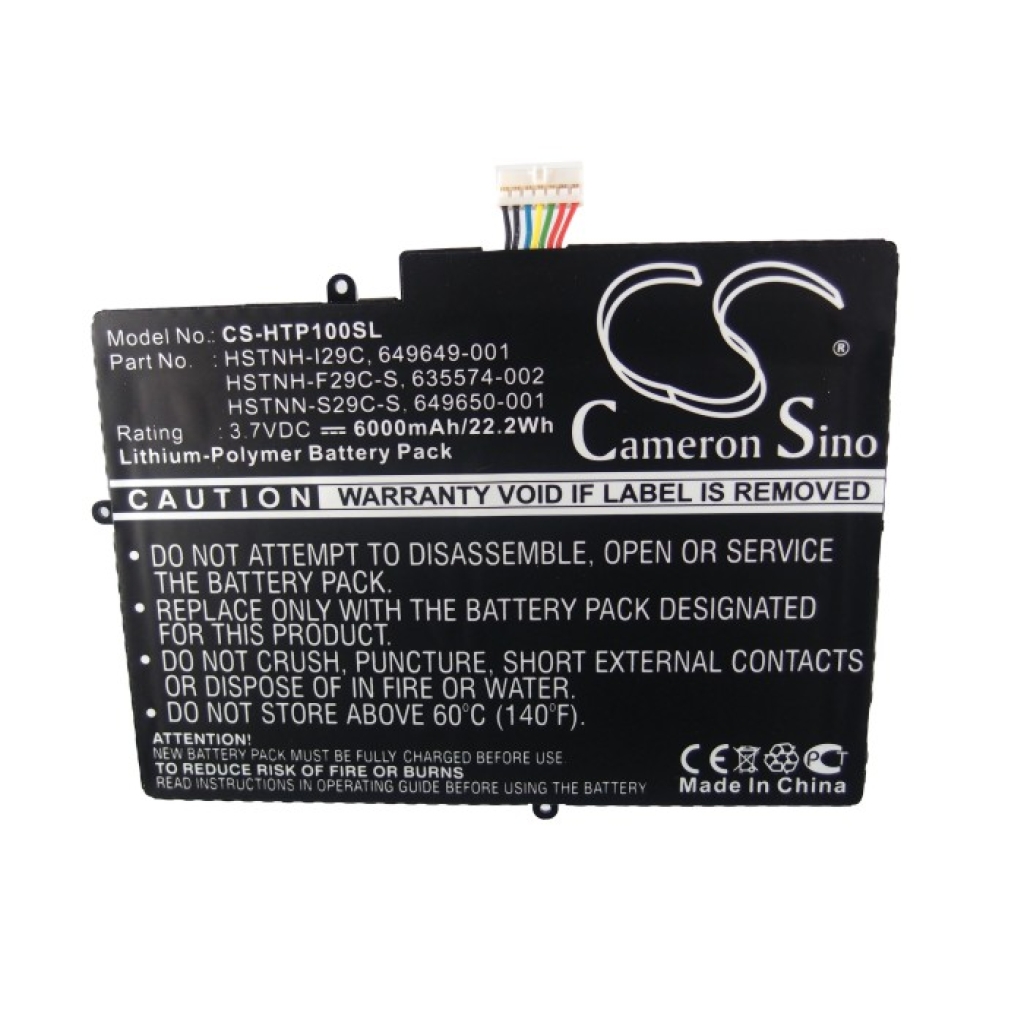 CS®
Cameron Sino
Model No.: CS-HTP100SL
Part No. : HSTNH-I29C, 649649-001
HSTNH-F29C-S, 635574-002
HSTNN-S29C-S, 649650-001
Rating : 3.7VDC ⎓ 6000mAh/22.2Wh
Lithium-Polymer Battery Pack
CAUTION WARRANTY VOID IF LABEL IS REMOVED
• DO NOT ATTEMPT TO DISASSEMBLE, OPEN OR SERVICE
THE BATTERY PACK.
• REPLACE ONLY WITH THE BATTERY PACK DESIGNATED
FOR THIS PRODUCT.
• DO NOT CRUSH, PUNCTURE, SHORT EXTERNAL CONTACTS
OR DISPOSE OF IN FIRE OR WATER.
• DO NOT STORE ABOVE 60°C (140°F).
ATTENTION!
NEW BATTERY PACK MUST BE FULLY CHARGED BEFORE USE
TO REDUCE RISK OF FIRE OR BURNS
READ INSTRUCTIONS IN OPERATING GUIDE BEFORE USING THE BATTERY
CE PCT
Made In China